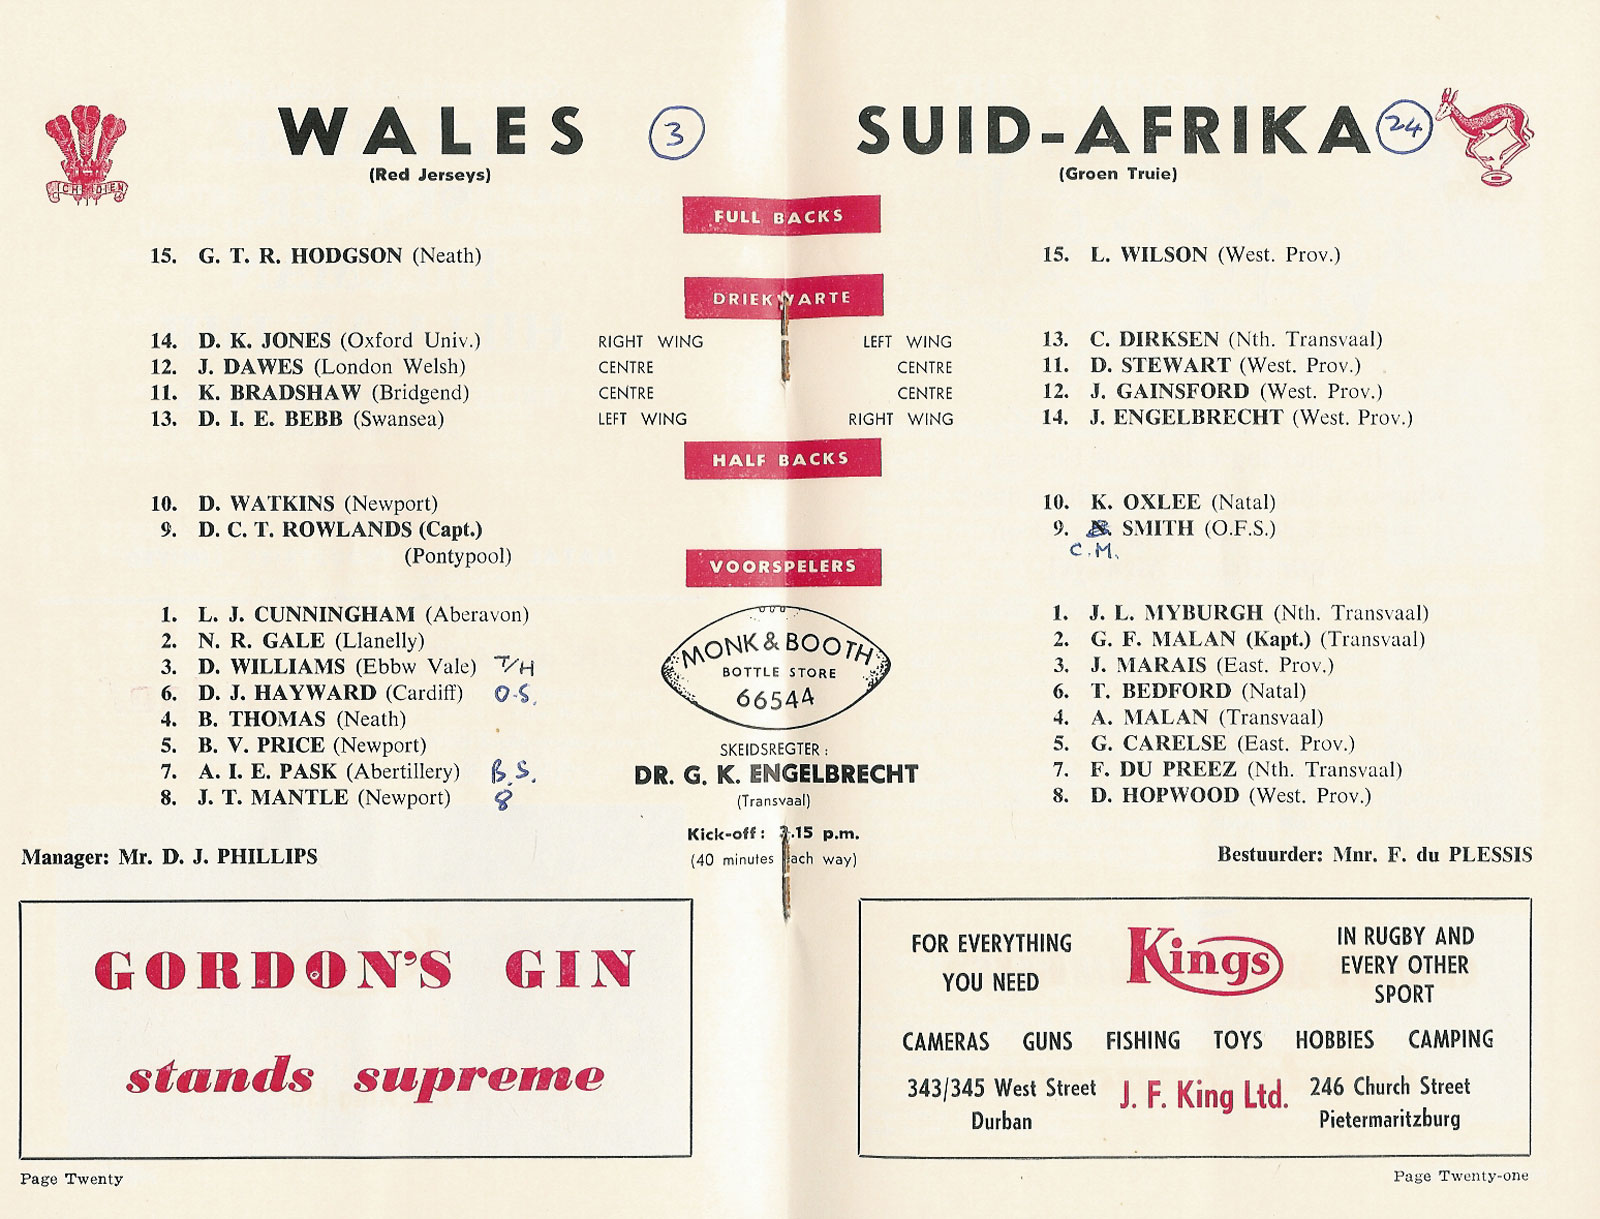 WALES
3
(Red Jerseys)
SUID-AFRIKA
24
(Groen Truie)
ICH DIEN
FULL BACKS
15. G. T. R. HODGSON (Neath)
15. L. WILSON (West. Prov.)
DRIEKWARTE
14. D. K. JONES (Oxford Univ.) RIGHT WING
LEFT WING 13. C. DIRKSEN (Nth. Transvaal)
12. J. DAWES (London Welsh) CENTRE
CENTRE 11. D. STEWART (West. Prov.)
11. K. BRADSHAW (Bridgend) CENTRE
CENTRE 12. J. GAINSFORD (West. Prov.)
13. D. I. E. BEBB (Swansea) LEFT WING
RIGHT WING 14. J. ENGELBRECHT (West. Prov.)
HALF BACKS
10. D. WATKINS (Newport)
10. K. OXLEE (Natal)
9. D. C. T. ROWLANDS (Capt.)
(Pontypool)
9. SMITH (O.F.S.)
C.M.
VOORSPELERS
1. L. J. CUNNINGHAM (Aberavon)
2. N. R. GALE (Llanelly)
3. D. WILLIAMS (Ebbw Vale) T/H
6. D. J. HAYWARD (Cardiff) O.S.
4. B. THOMAS (Neath)
5. B. V. PRICE (Newport)
7. A. I. E. PASK (Abertillery) B.S.
8. J. T. MANTLE (Newport) 8
MONK & BOOTH
BOTTLE STORE
66544
SKEIDSREGTER:
DR. G. K. ENGELBRECHT
(Transvaal)
Kick-off: .15 p.m.
(40 minutes each way)
1. J. L. MYBURGH (Nth. Transvaal)
2. G. F. MALAN (Kapt.) (Transvaal)
3. J. MARAIS (East. Prov.)
6. T. BEDFORD (Natal)
4. A. MALAN (Transvaal)
5. G. CARELSE (East. Prov.)
7. F. DU PREEZ (Nth. Transvaal)
8. D. HOPWOOD (West. Prov.)
Manager: Mr. D. J. PHILLIPS
Bestuurder: Mnr. F. du PLESSIS
GORDON'S GIN
stands supreme
FOR EVERYTHING
YOU NEED
Kings
IN RUGBY AND
EVERY OTHER
SPORT
CAMERAS GUNS FISHING TOYS HOBBIES CAMPING
343/345 West Street
Durban
J. F. King Ltd.
246 Church Street
Pietermaritzburg
Page Twenty
Page Twenty-one